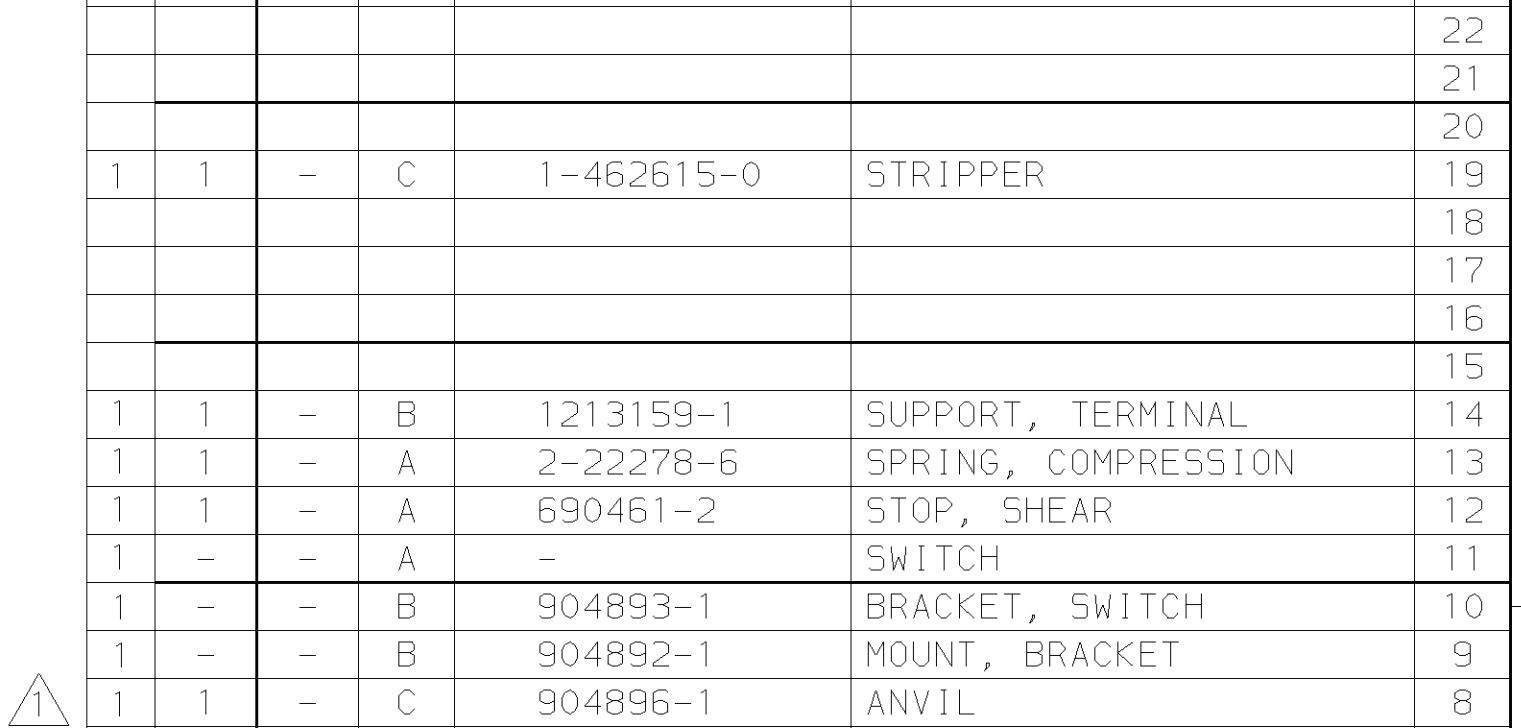 22
21
20
1 1 - C 1-462615-0 STRIPPER 19
18
17
16
15
1 1 - B 1213159-1 SUPPORT, TERMINAL 14
1 1 - A 2-22278-6 SPRING, COMPRESSION 13
1 1 - A 690461-2 STOP, SHEAR 12
1 - - A - SWITCH 11
1 - - B 904893-1 BRACKET, SWITCH 10
1 - - B 904892-1 MOUNT, BRACKET 9
1 1 1 - C 904896-1 ANVIL 8